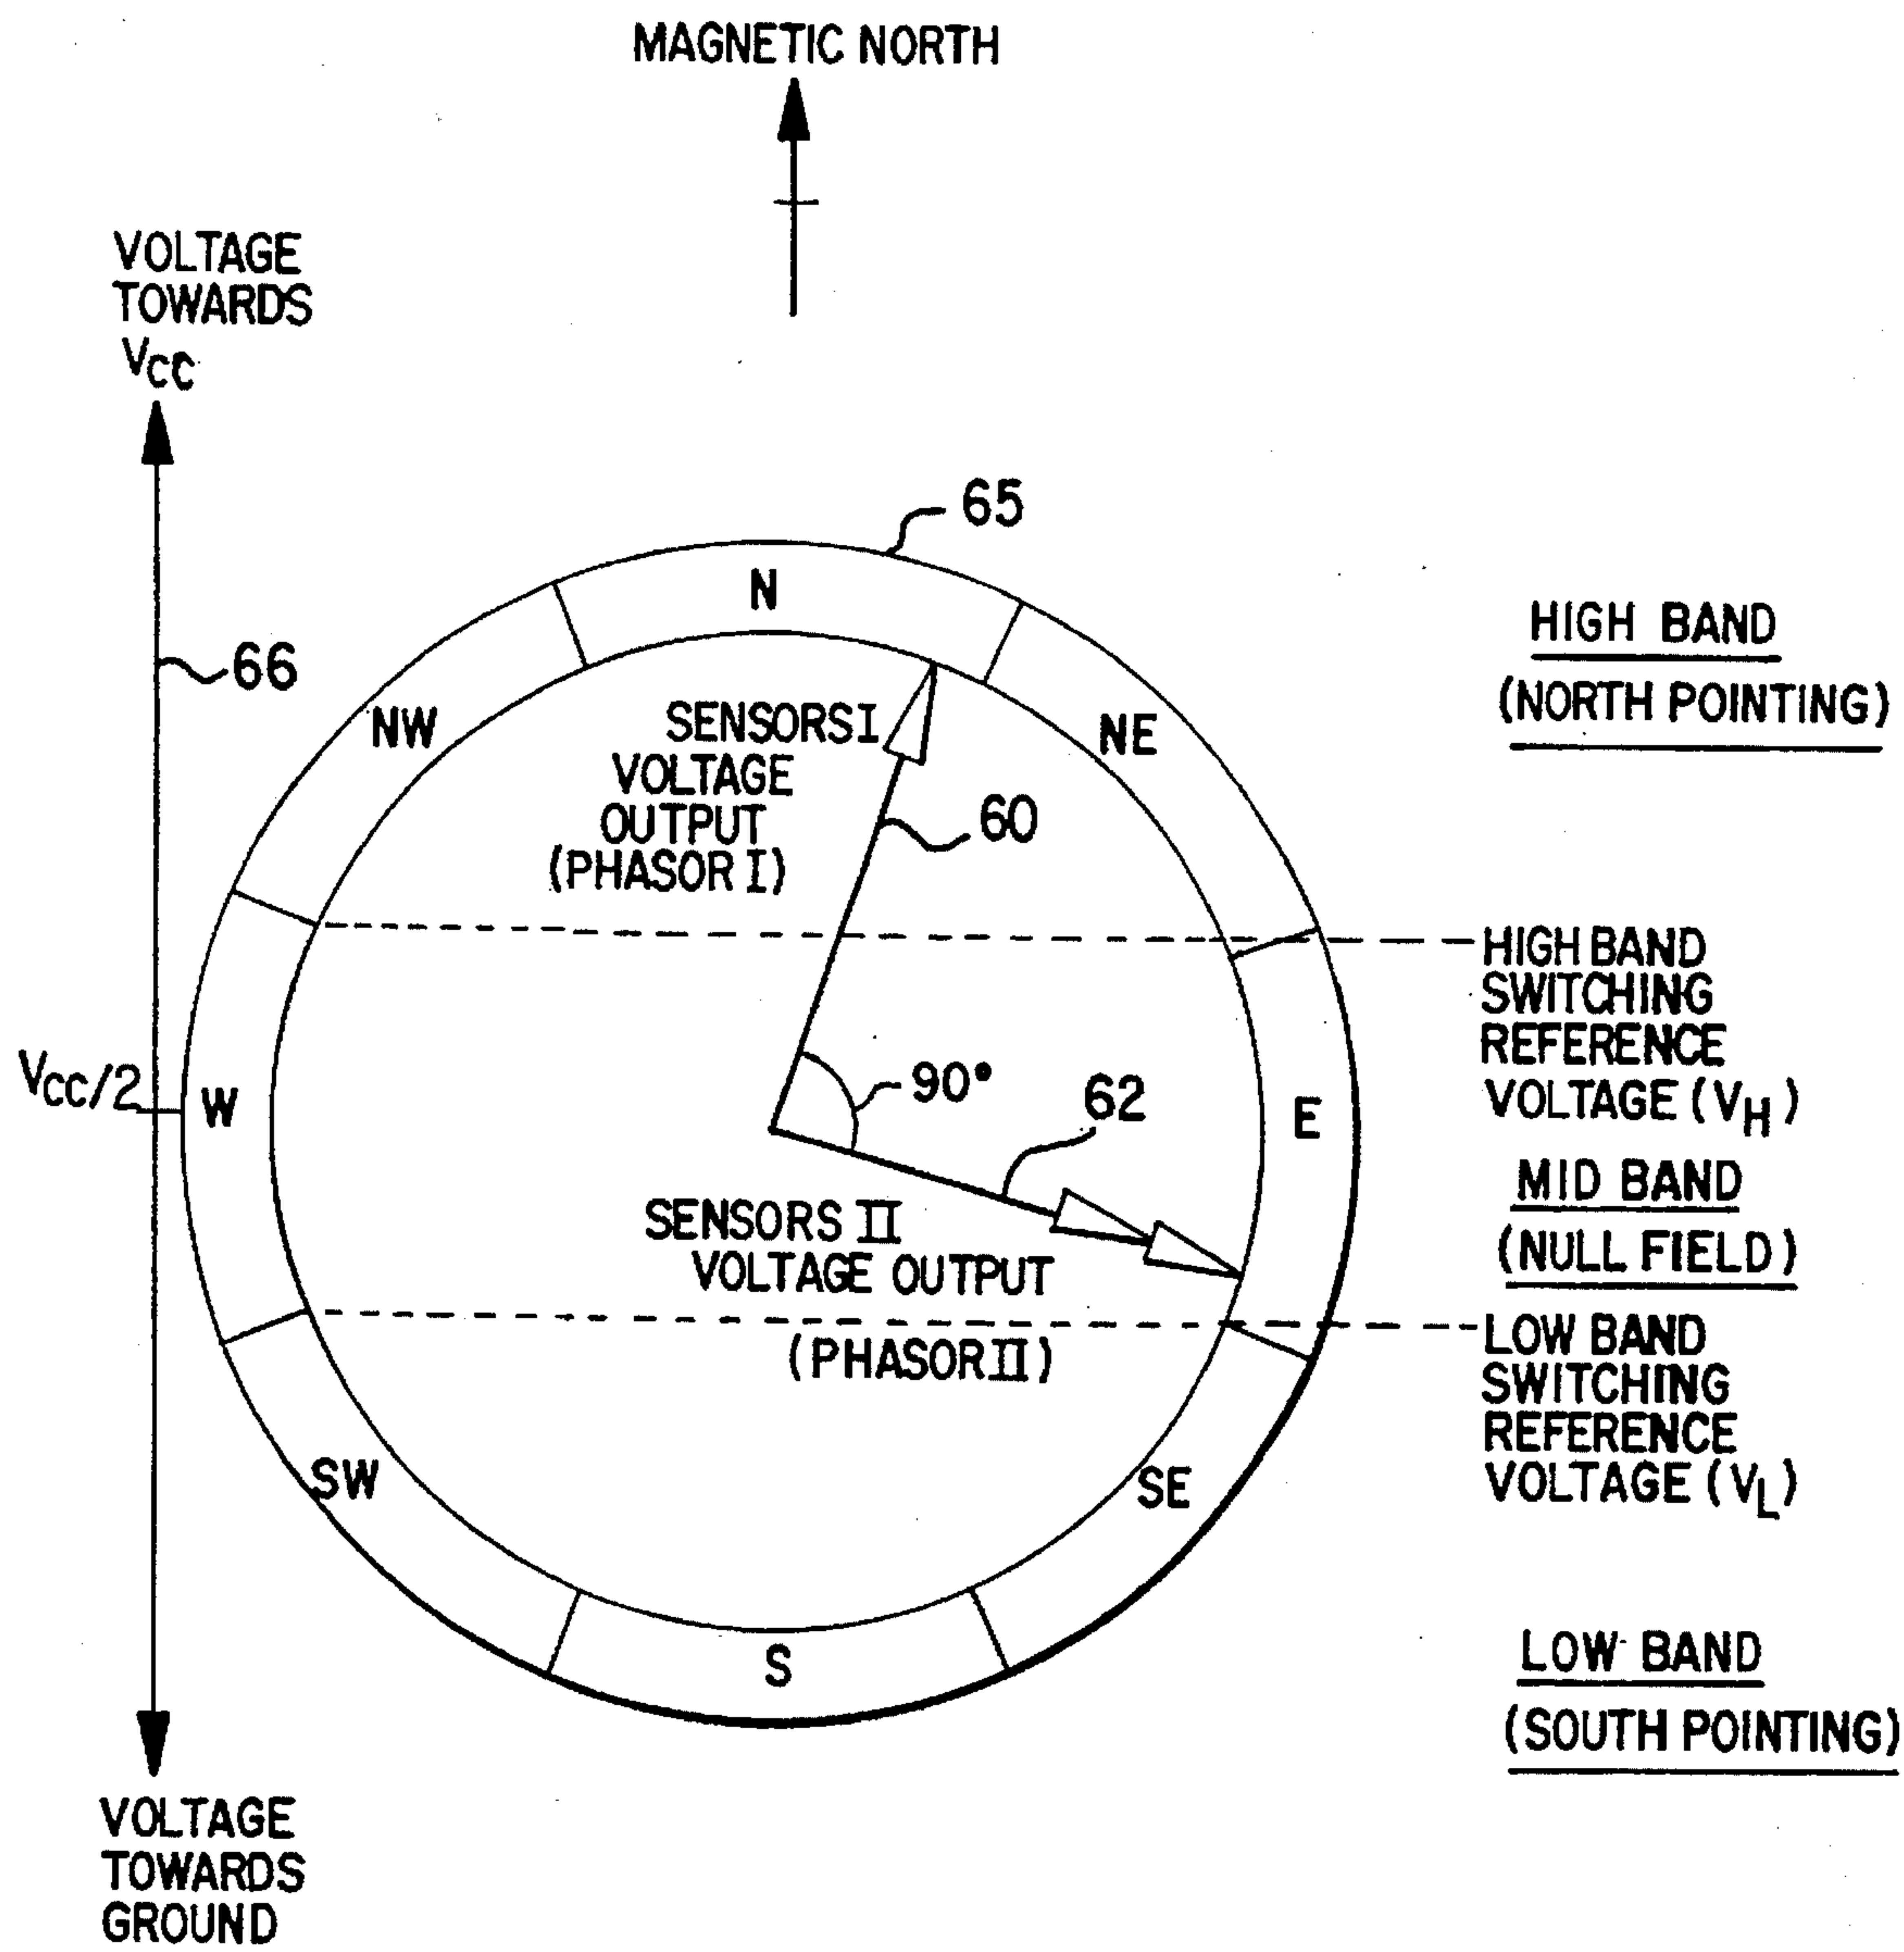 MAGNETIC NORTH
VOLTAGE
TOWARDS
VCC
65
N
HIGH BAND
(NORTH POINTING)
66
NW
NE
SENSORS I
VOLTAGE
OUTPUT
(PHASOR I)
60
HIGH BAND
SWITCHING
REFERENCE
VOLTAGE (VH)
VCC/2
W
90°
62
E
MID BAND
(NULL FIELD)
SENSORS II
VOLTAGE OUTPUT
(PHASOR II)
LOW BAND
SWITCHING
REFERENCE
VOLTAGE (VL)
SW
SE
S
LOW BAND
(SOUTH POINTING)
VOLTAGE
TOWARDS
GROUND